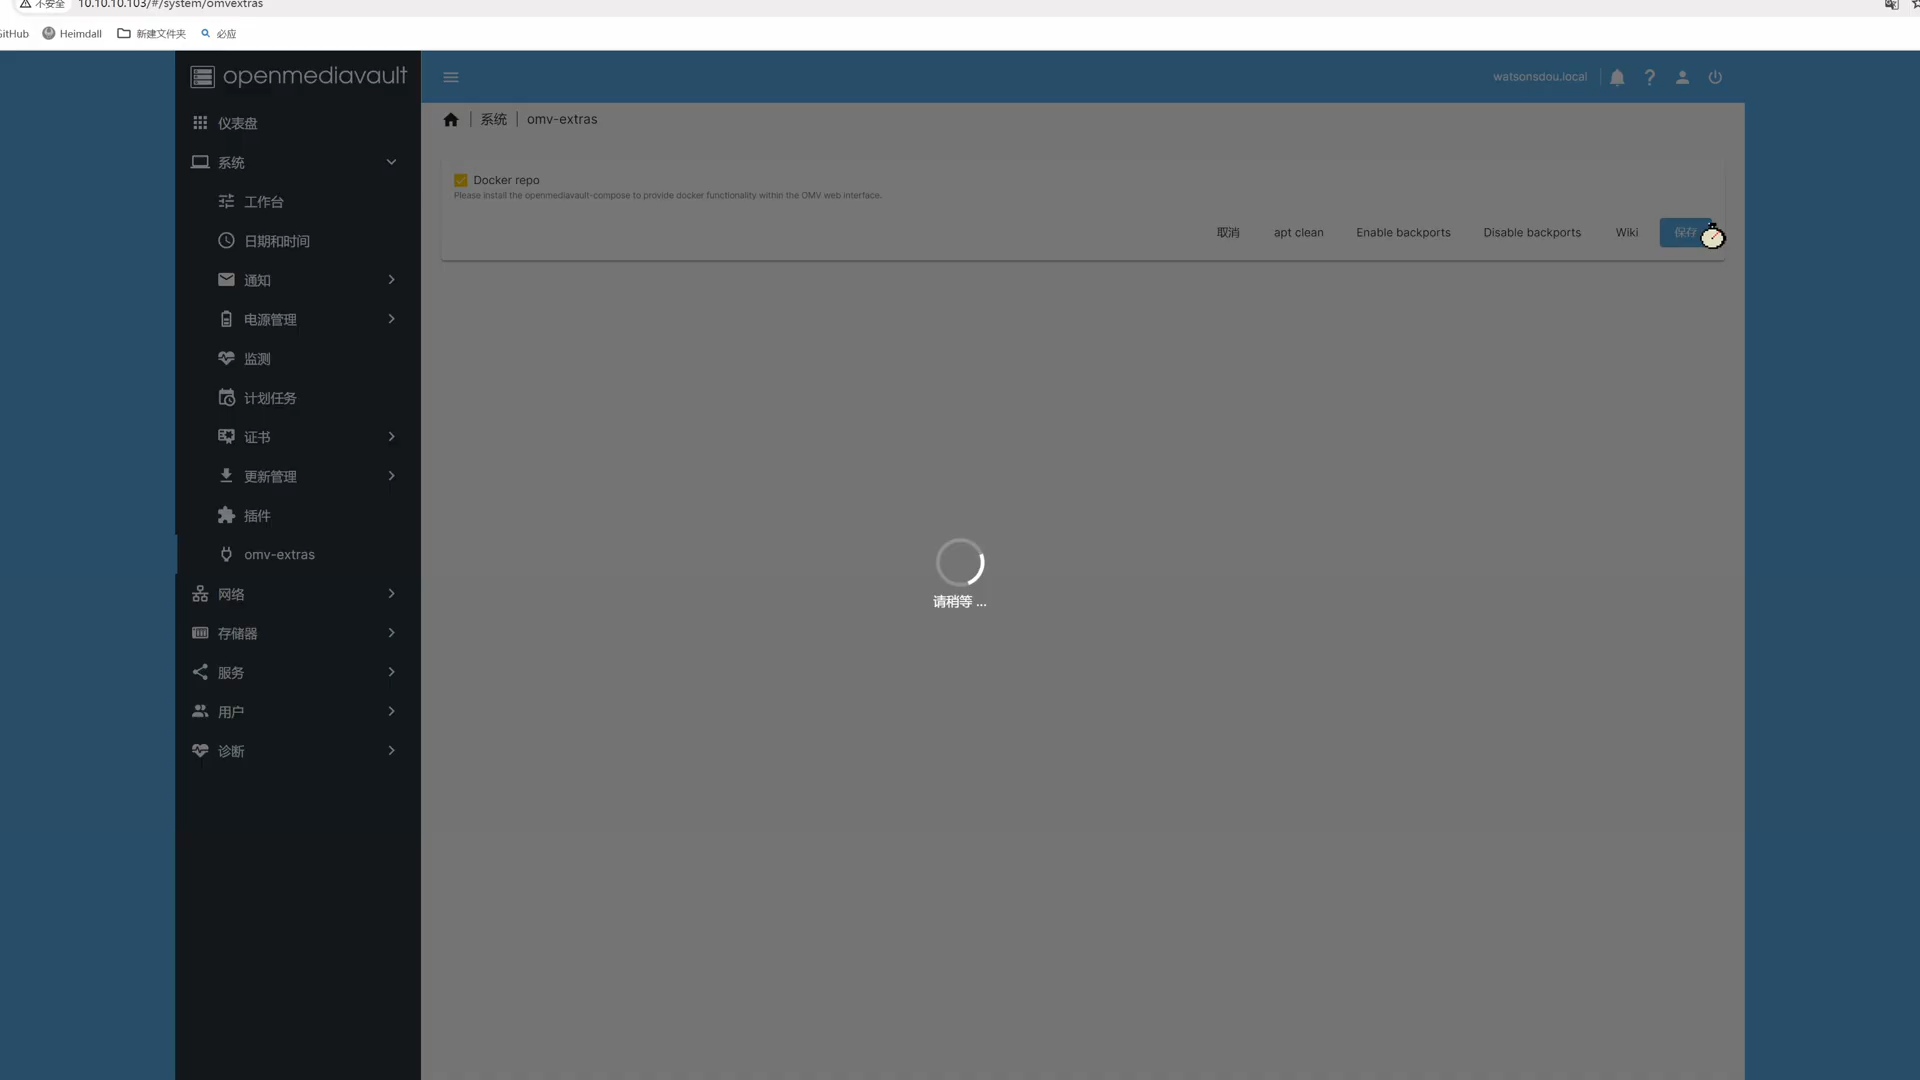 不安全
10.10.10.103/#/system/omvextras
GitHub
Heimdall
新建文件夹
必应
openmediavault
watsonsdou.local
仪表盘
系统
工作台
日期和时间
通知
电源管理
监测
计划任务
证书
更新管理
插件
omv-extras
网络
存储器
服务
用户
诊断
系统
omv-extras
Docker repo
Please install the openmediavault-compose to provide docker functionality within the OMV web interface.
取消
apt clean
Enable backports
Disable backports
Wiki
保存
请稍等 ...